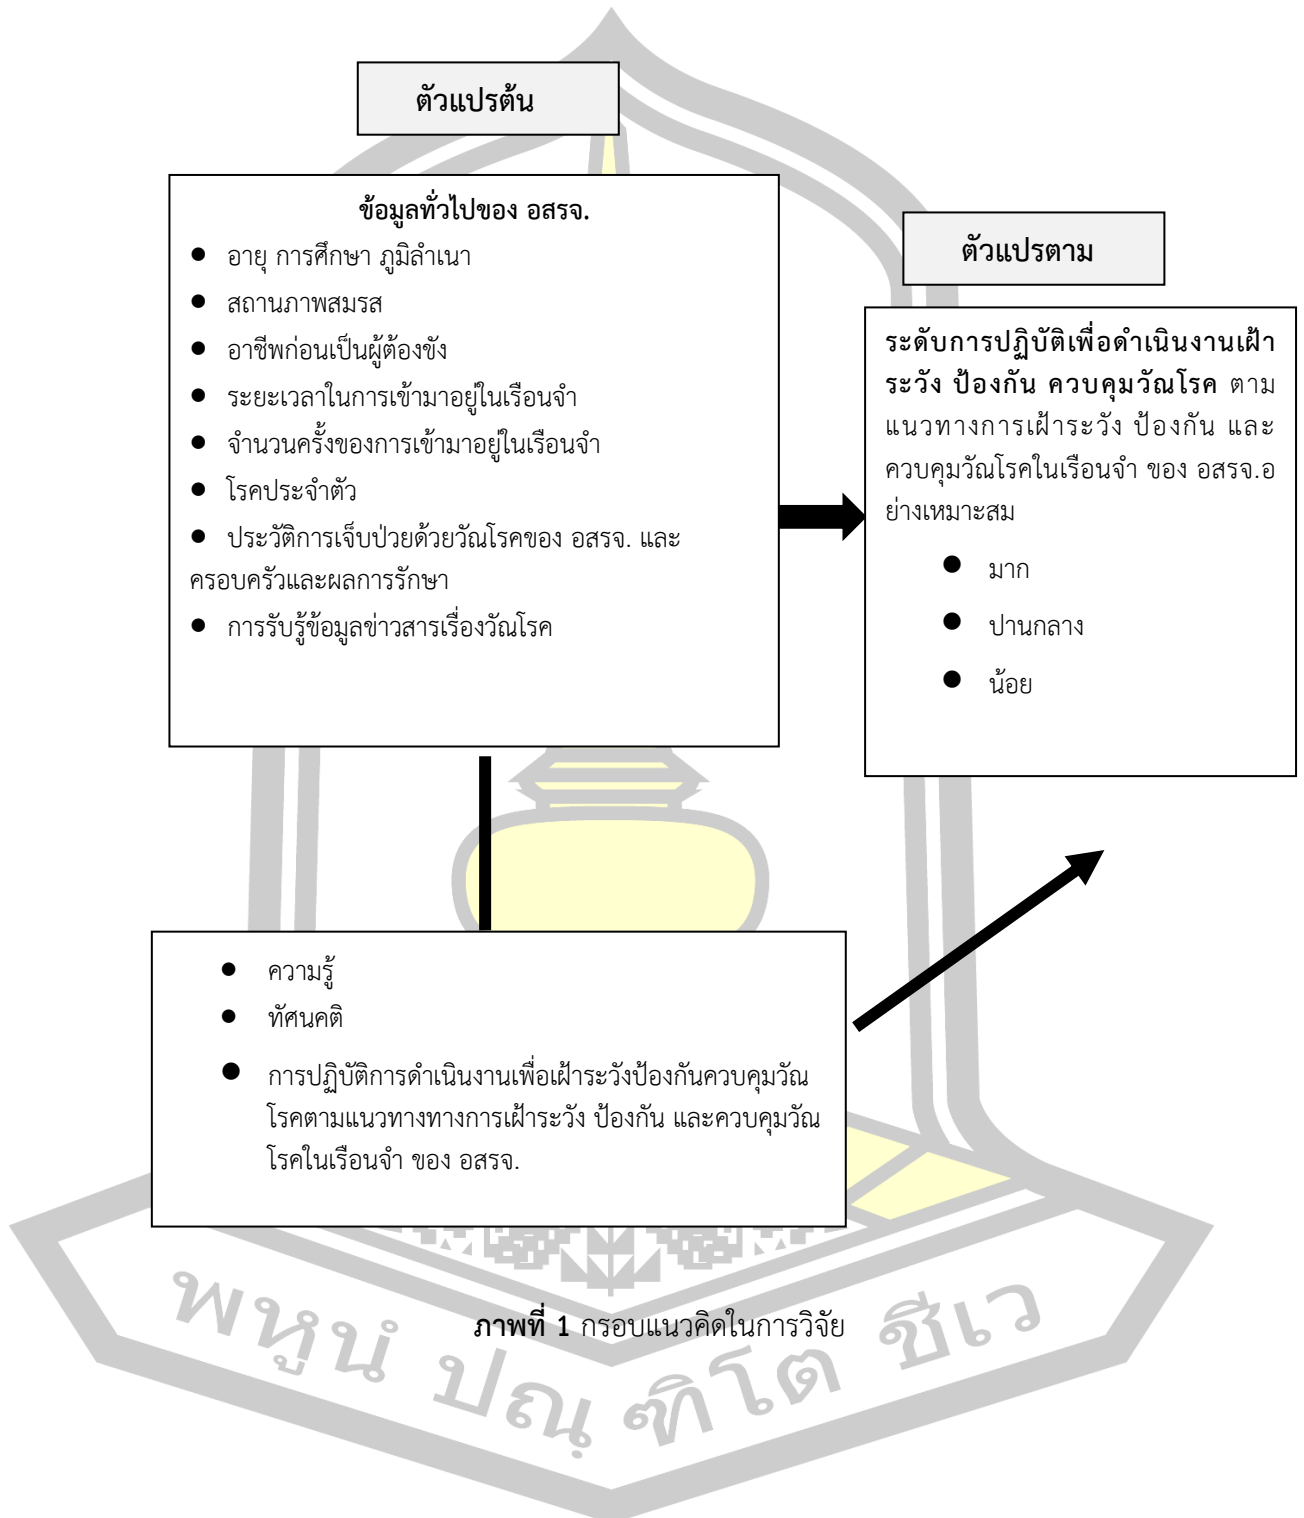 ตัวแปรต้น
ข้อมูลทั่วไปของ อสรจ.
● อายุ การศึกษา ภูมิลำเนา
● สถานภาพสมรส
● อาชีพก่อนเป็นผู้ต้องขัง
● ระยะเวลาในการเข้ามาอยู่ในเรือนจำ
● จำนวนครั้งของการเข้ามาอยู่ในเรือนจำ
● โรคประจำตัว
● ประวัติการเจ็บป่วยด้วยวัณโรคของ อสรจ. และ
ครอบครัวและผลการรักษา
● การรับรู้ข้อมูลข่าวสารเรื่องวัณโรค
ตัวแปรตาม
ระดับการปฏิบัติเพื่อดำเนินงานเฝ้า
ระวัง ป้องกัน ควบคุมวัณโรค ตาม
แนวทางการเฝ้าระวัง ป้องกัน และ
ควบคุมวัณโรคในเรือนจำ ของ อสรจ.อ
ย่างเหมาะสม
● มาก
● ปานกลาง
● น้อย
● ความรู้
● ทัศนคติ
● การปฏิบัติการดำเนินงานเพื่อเฝ้าระวังป้องกันควบคุมวัณ
โรคตามแนวทางทางการเฝ้าระวัง ป้องกัน และควบคุมวัณ
โรคในเรือนจำ ของ อสรจ.
ภาพที่ 1 กรอบแนวคิดในการวิจัย
พหูนํ ปณฺ ฑิโต ชีเว